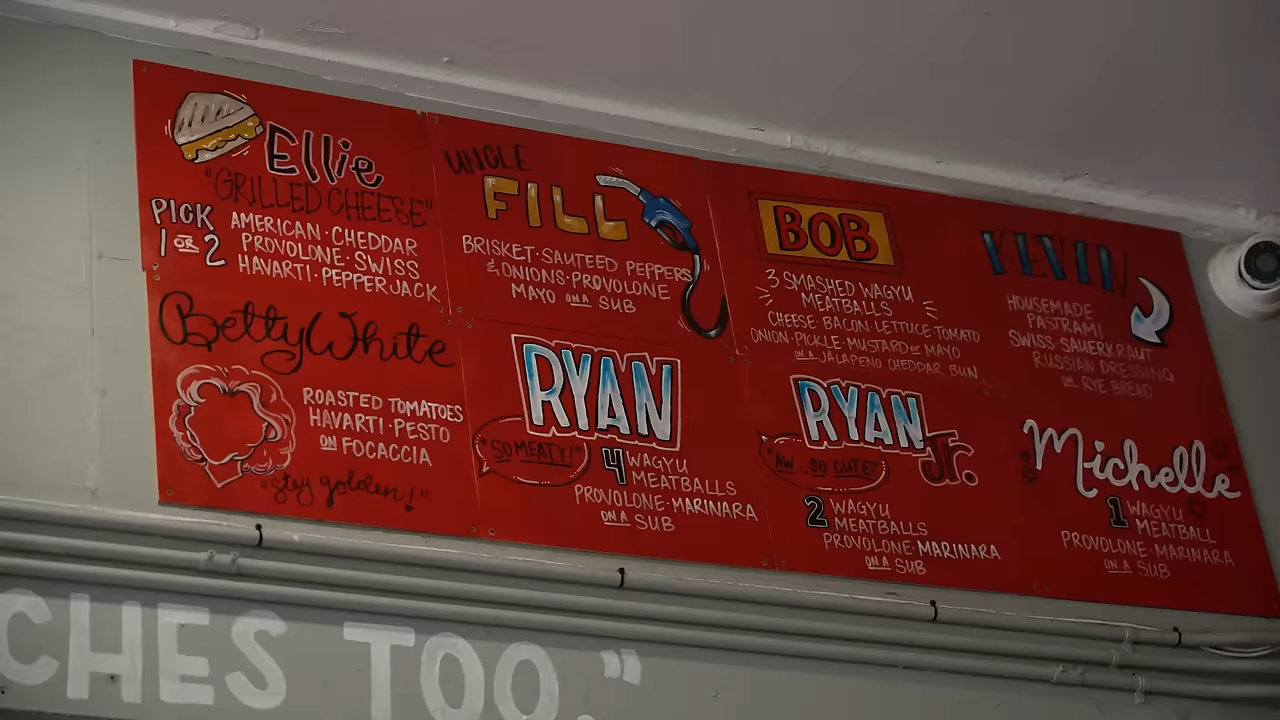 Ellie
"GRILLED CHEESE"
PICK
1 OR 2
AMERICAN · CHEDDAR
PROVOLONE · SWISS
HAVARTI · PEPPERJACK
Betty White
ROASTED TOMATOES
HAVARTI · PESTO
ON FOCACCIA
"stay golden!"
UNCLE
FILL
BRISKET · SAUTEED PEPPERS
& ONIONS · PROVOLONE
MAYO ON A SUB
RYAN
"SO MEATY!"
4 WAGYU
MEATBALLS
PROVOLONE · MARINARA
ON A SUB
BOB
3 SMASHED WAGYU
MEATBALLS
CHEESE · BACON · LETTUCE TOMATO
ONION · PICKLE · MUSTARD OR MAYO
ON A JALAPENO CHEDDAR BUN
RYAN
Jr.
"AW...SO CUTE"
2 WAGYU
MEATBALLS
PROVOLONE MARINARA
ON A SUB
KEVIN
HOUSEMADE
PASTRAMI
SWISS SAUERKRAUT
RUSSIAN DRESSING
ON RYE BREAD
Michelle
1 WAGYU
MEATBALL
PROVOLONE · MARINARA
ON A SUB
CHES TOO."